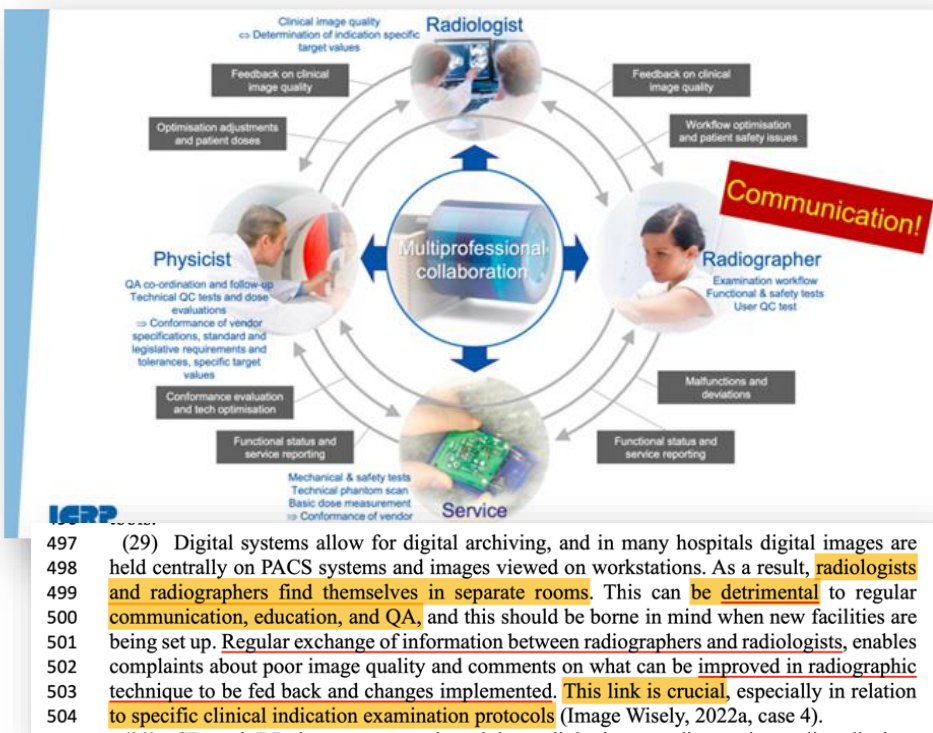 Clinical image quality
⇔ Determination of indication specific
target values
Radiologist
Feedback on clinical
image quality
Feedback on clinical
image quality
Optimisation adjustments
and patient doses
Workflow optimisation
and patient safety issues
Communication!
Multiprofessional
collaboration
Physicist
QA co-ordination and follow-up
Technical QC tests and dose
evaluations
⇒ Conformance of vendor
specifications, standard and
legislative requirements and
tolerances, specific target
values
Radiographer
Examination workflow
Functional & safety tests
User QC test
Conformance evaluation
and tech optimisation
Malfunctions and
deviations
Functional status and
service reporting
Functional status and
service reporting
Mechanical & safety tests
Technical phantom scan
Basic dose measurement
⇒ Conformance of vendor
Service
ICRP
497 (29) Digital systems allow for digital archiving, and in many hospitals digital images are
498 held centrally on PACS systems and images viewed on workstations. As a result, radiologists
499 and radiographers find themselves in separate rooms. This can be detrimental to regular
500 communication, education, and QA, and this should be borne in mind when new facilities are
501 being set up. Regular exchange of information between radiographers and radiologists, enables
502 complaints about poor image quality and comments on what can be improved in radiographic
503 technique to be fed back and changes implemented. This link is crucial, especially in relation
504 to specific clinical indication examination protocols (Image Wisely, 2022a, case 4).